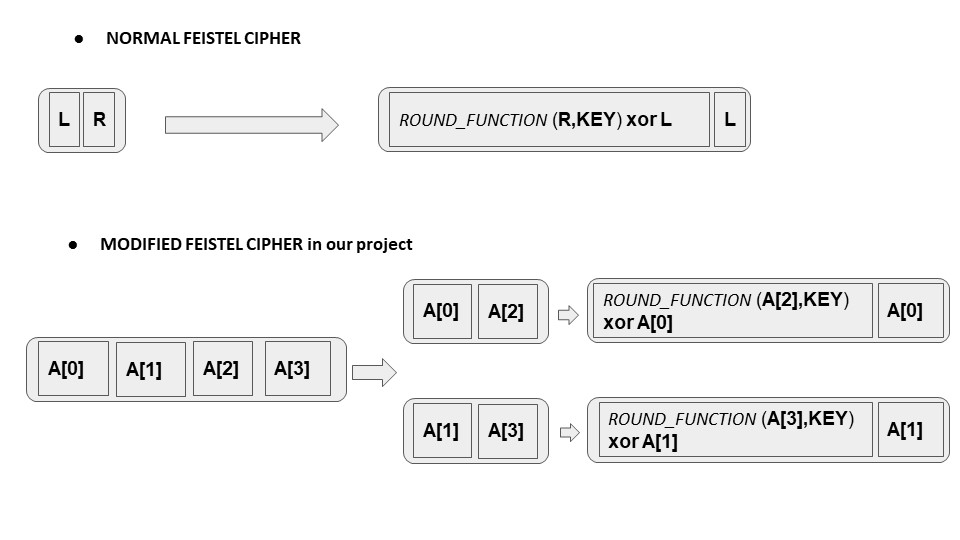 ● NORMAL FEISTEL CIPHER
L R
ROUND_FUNCTION (R,KEY) xor L L
● MODIFIED FEISTEL CIPHER in our project
A[0] A[1] A[2] A[3]
A[0] A[2]
ROUND_FUNCTION (A[2],KEY)
xor A[0]
A[0]
A[1] A[3]
ROUND_FUNCTION (A[3],KEY)
xor A[1]
A[1]